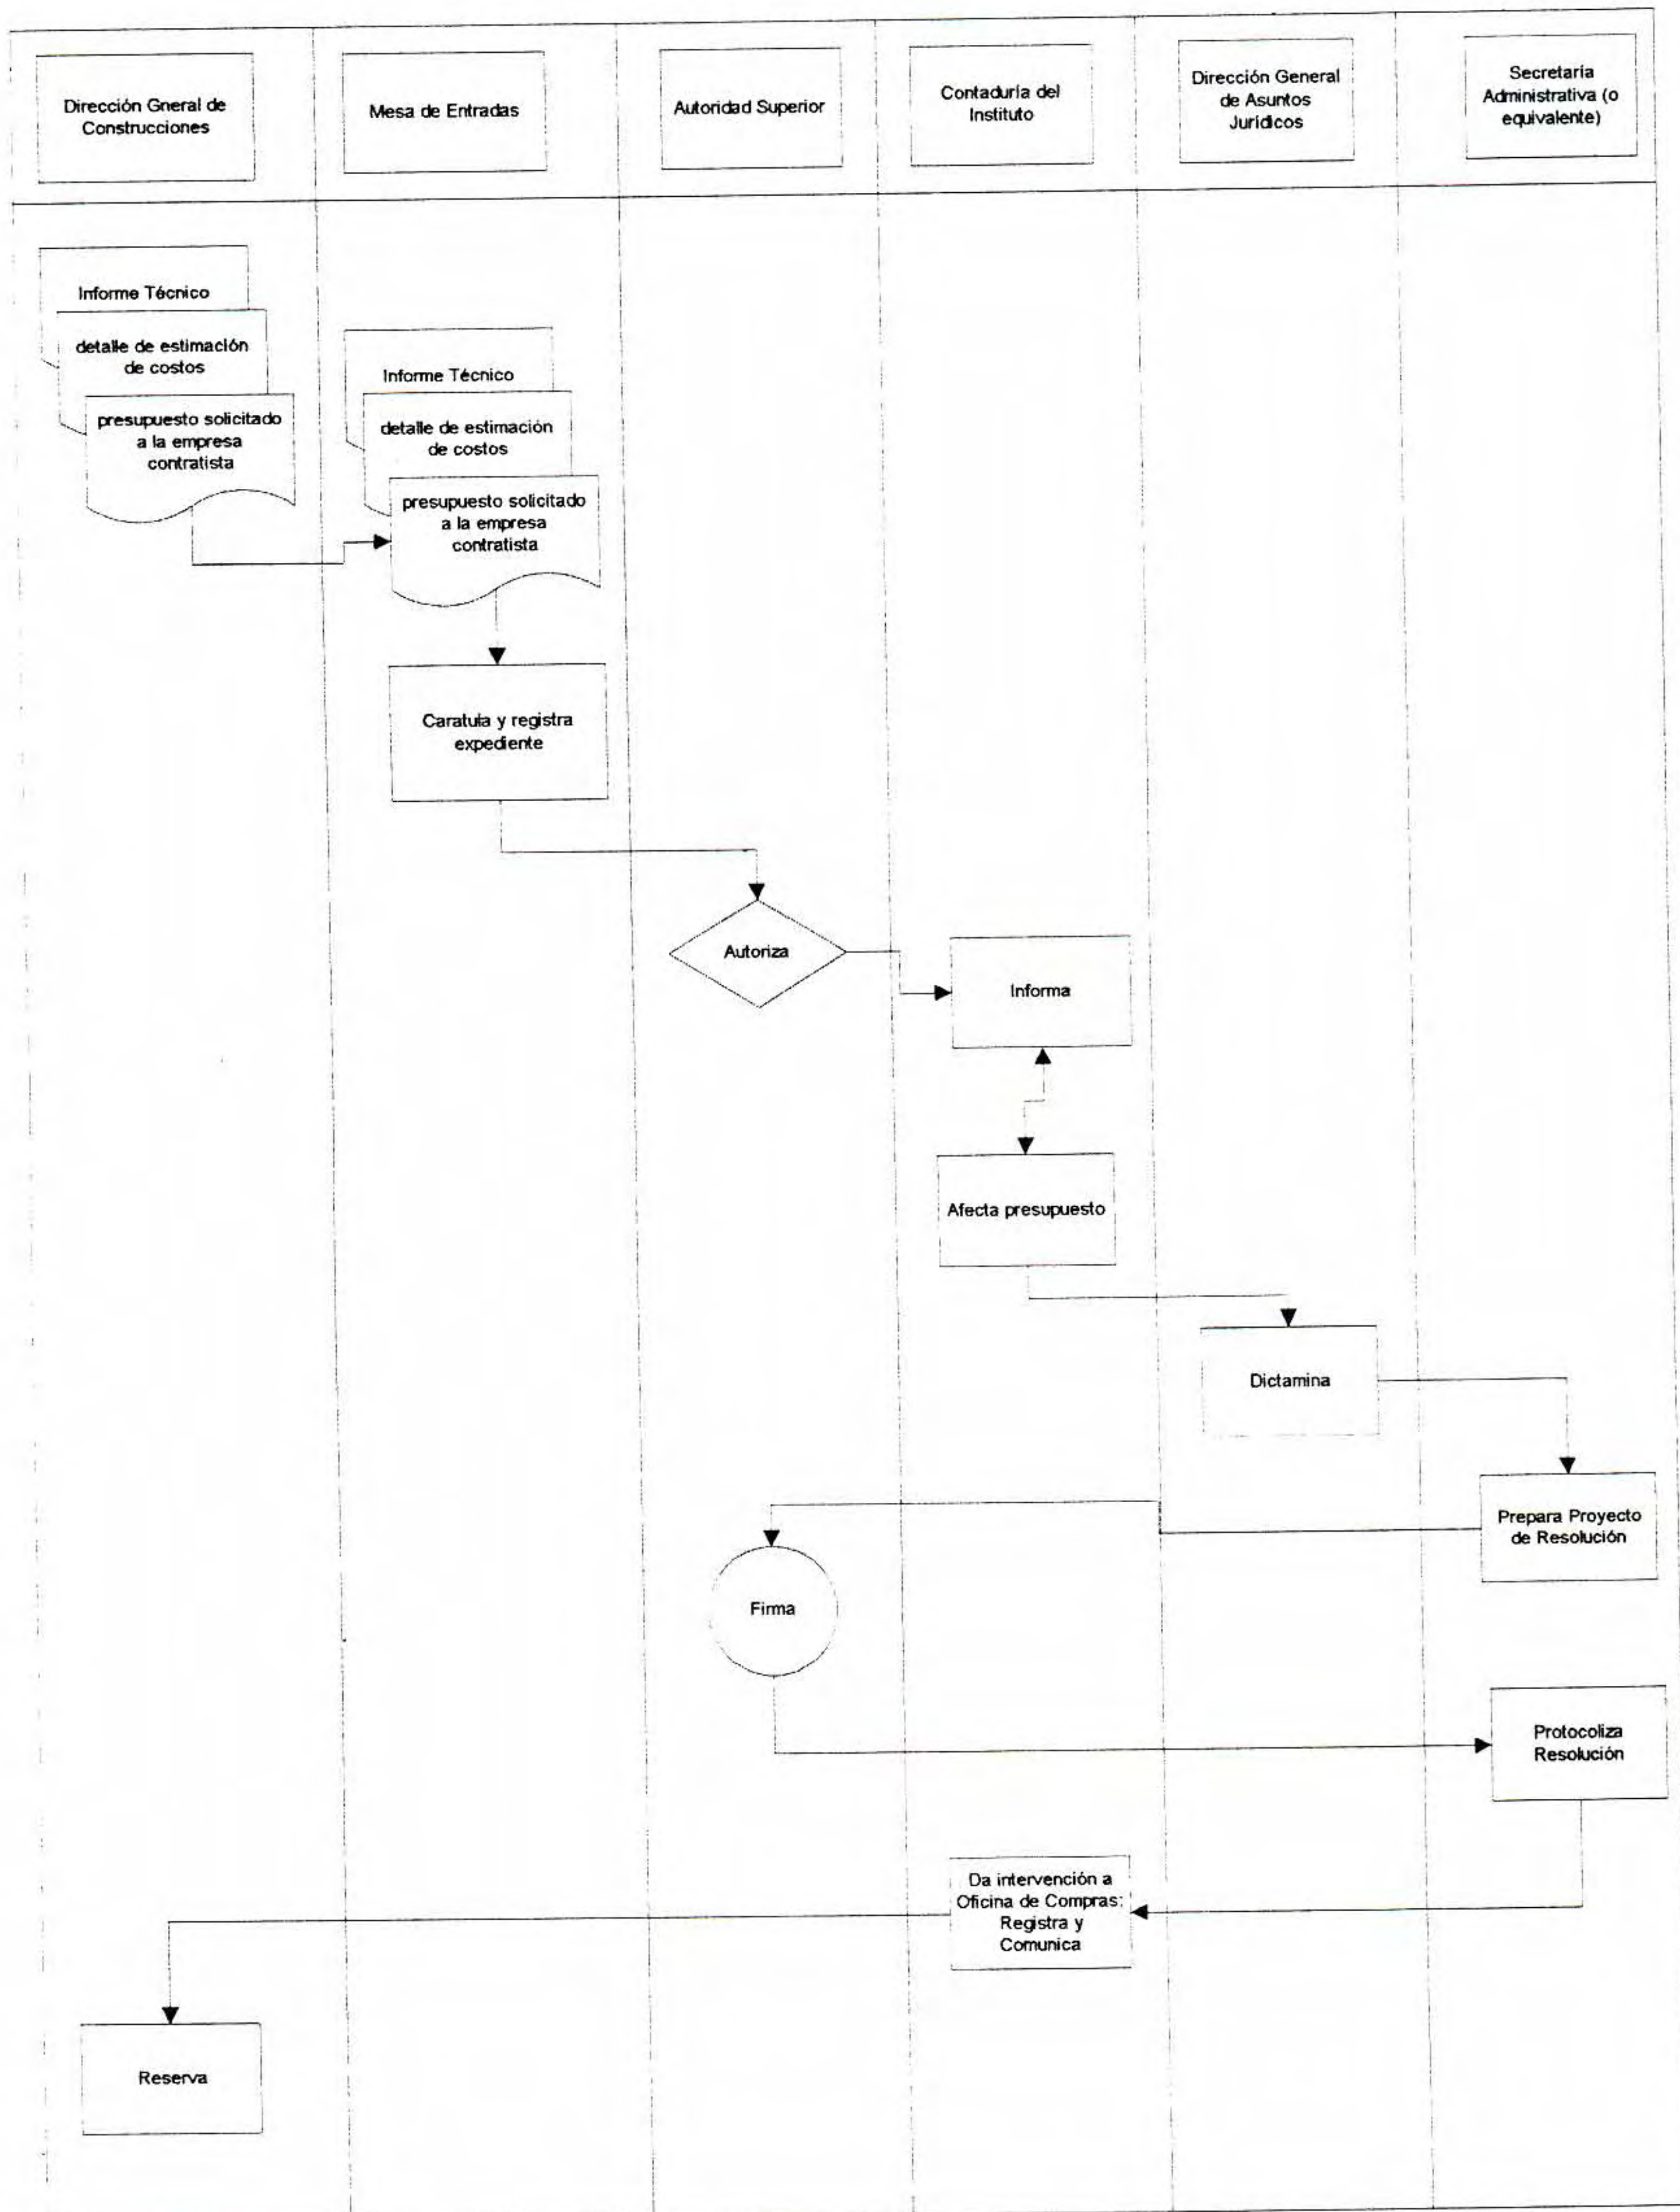 Dirección Gneral de
Construcciones
Mesa de Entradas
Autoridad Superior
Contaduría del
Instituto
Dirección General
de Asuntos
Jurídicos
Secretaría
Administrativa (o
equivalente)
Informe Técnico
detalle de estimación
de costos
presupuesto solicitado
a la empresa
contratista
Informe Técnico
detalle de estimación
de costos
presupuesto solicitado
a la empresa
contratista
Caratula y registra
expediente
Autoriza
Informa
Afecta presupuesto
Dictamina
Prepara Proyecto
de Resolución
Firma
Protocoliza
Resolución
Da intervención a
Oficina de Compras:
Registra y
Comunica
Reserva